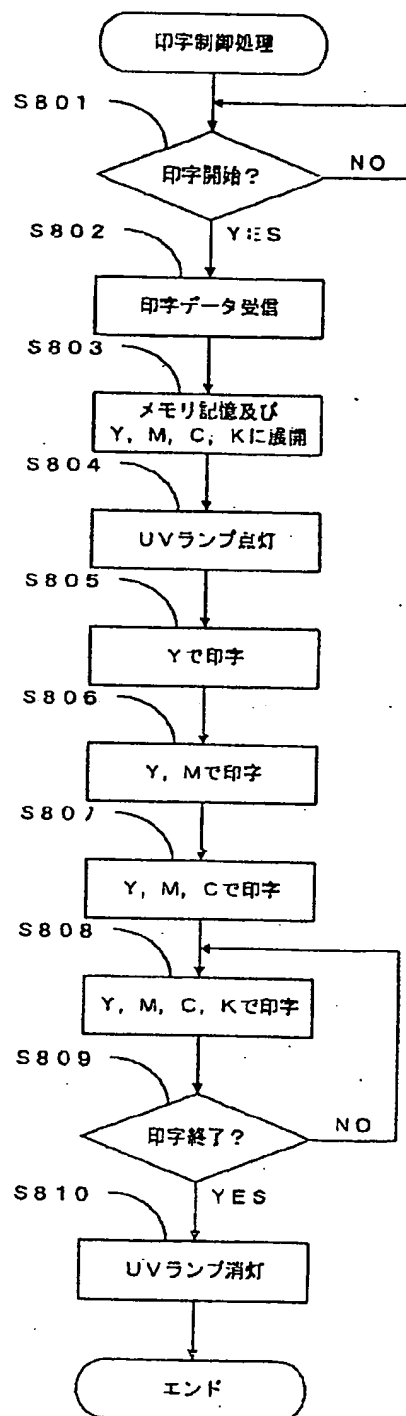 印字制御処理
S801
印字開始?
NO
YES
S802
印字データ受信
S803
メモリ記憶及び
Y, M, C, Kに展開
S804
UVランプ点灯
S805
Yで印字
S806
Y, Mで印字
S807
Y, M, Cで印字
S808
Y, M, C, Kで印字
S809
印字終了?
NO
YES
S810
UVランプ消灯
エンド